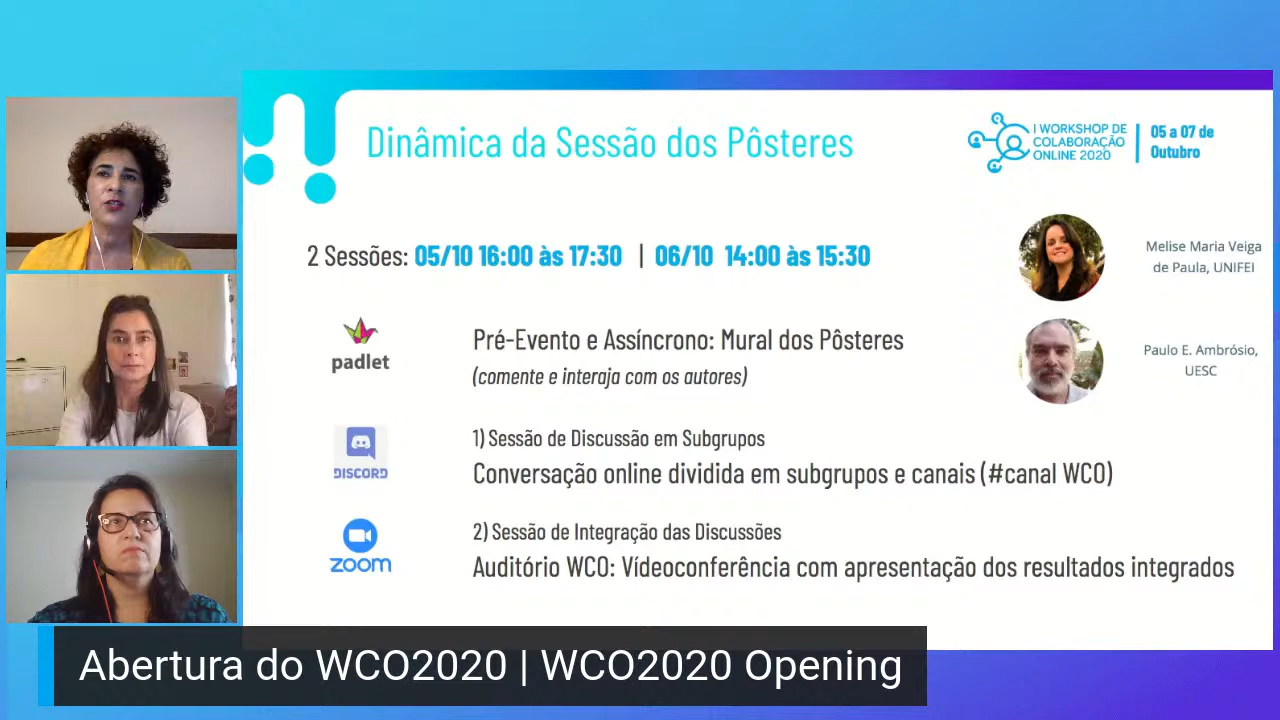 Dinâmica da Sessão dos Pôsteres
I WORKSHOP DE
COLABORAÇÃO
ONLINE 2020
05 a 07 de
Outubro
2 Sessões: 05/10 16:00 às 17:30 | 06/10 14:00 às 15:30
Melise Maria Veiga
de Paula, UNIFEI
padlet
Pré-Evento e Assíncrono: Mural dos Pôsteres
(comente e interaja com os autores)
Paulo E. Ambrósio,
UESC
DISCORD
1) Sessão de Discussão em Subgrupos
Conversação online dividida em subgrupos e canais (#canal WCO)
zoom
2) Sessão de Integração das Discussões
Auditório WCO: Vídeoconferência com apresentação dos resultados integrados
Abertura do WCO2020 | WCO2020 Opening